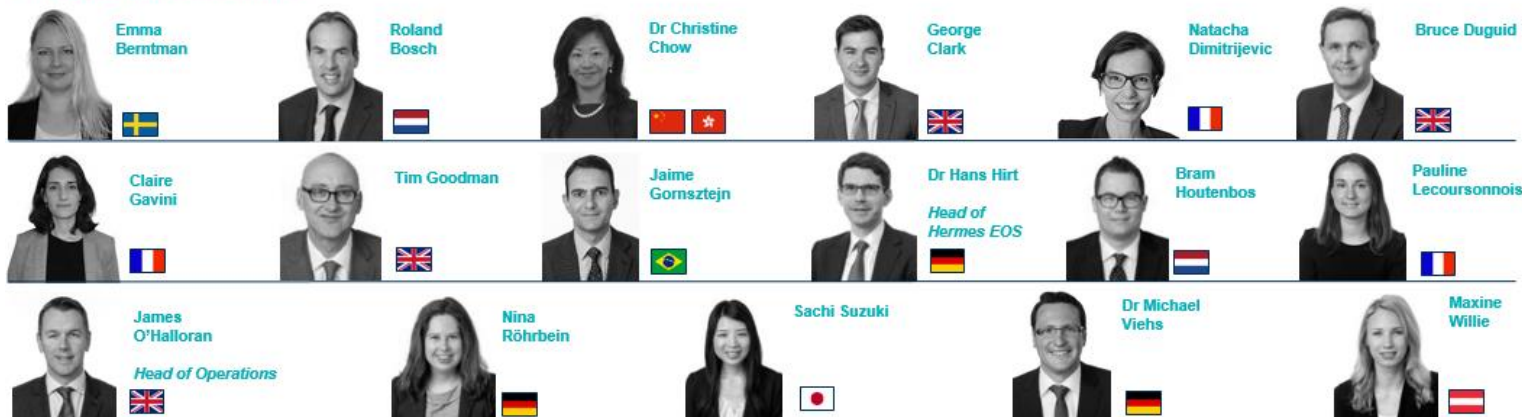 Emma
Berntman
Roland
Bosch
Dr Christine
Chow
George
Clark
Natacha
Dimitrijevic
Bruce Duguid
Claire
Gavini
Tim Goodman
Jaime
Gornsztejn
Dr Hans Hirt
Head of
Hermes EOS
Bram
Houtenbos
Pauline
Lecoursonnois
James
O'Halloran
Head of Operations
Nina
Röhrbein
Sachi Suzuki
Dr Michael
Viehs
Maxine
Willie